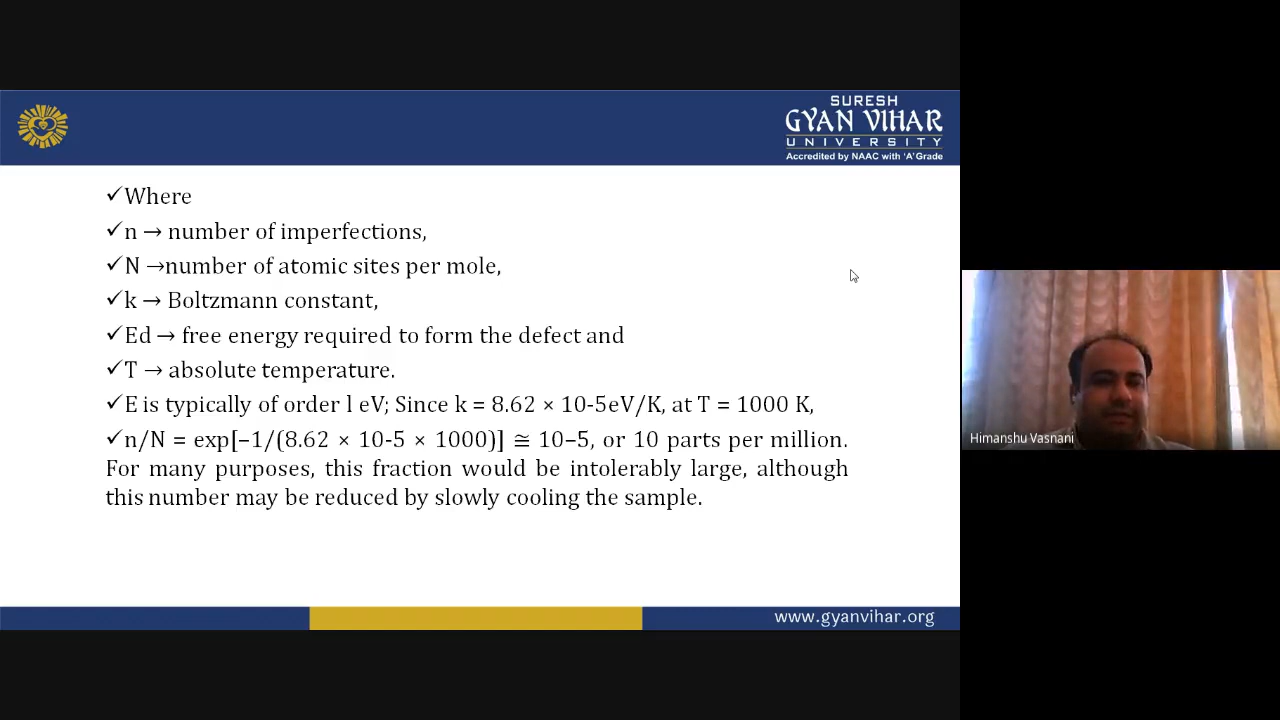 SURESH
GYAN VIHAR
UNIVERSITY
Accredited by NAAC with 'A' Grade
✓Where
✓n → number of imperfections,
✓N →number of atomic sites per mole,
✓k → Boltzmann constant,
✓Ed → free energy required to form the defect and
✓T → absolute temperature.
✓E is typically of order l eV; Since k = 8.62 × 10-5eV/K, at T = 1000 K,
✓n/N = exp[–1/(8.62 × 10-5 × 1000)] ≅ 10–5, or 10 parts per million.
For many purposes, this fraction would be intolerably large, although
this number may be reduced by slowly cooling the sample.
www.gyanvihar.org
Himanshu Vasnani